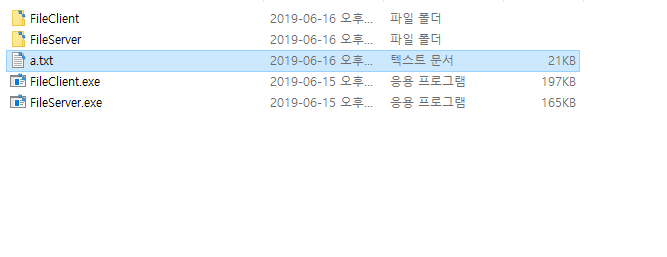 FileClient 2019-06-16 오후... 파일 폴더
FileServer 2019-06-16 오후... 파일 폴더
a.txt 2019-06-16 오후... 텍스트 문서 21KB
FileClient.exe 2019-06-15 오후... 응용 프로그램 197KB
FileServer.exe 2019-06-15 오후... 응용 프로그램 165KB